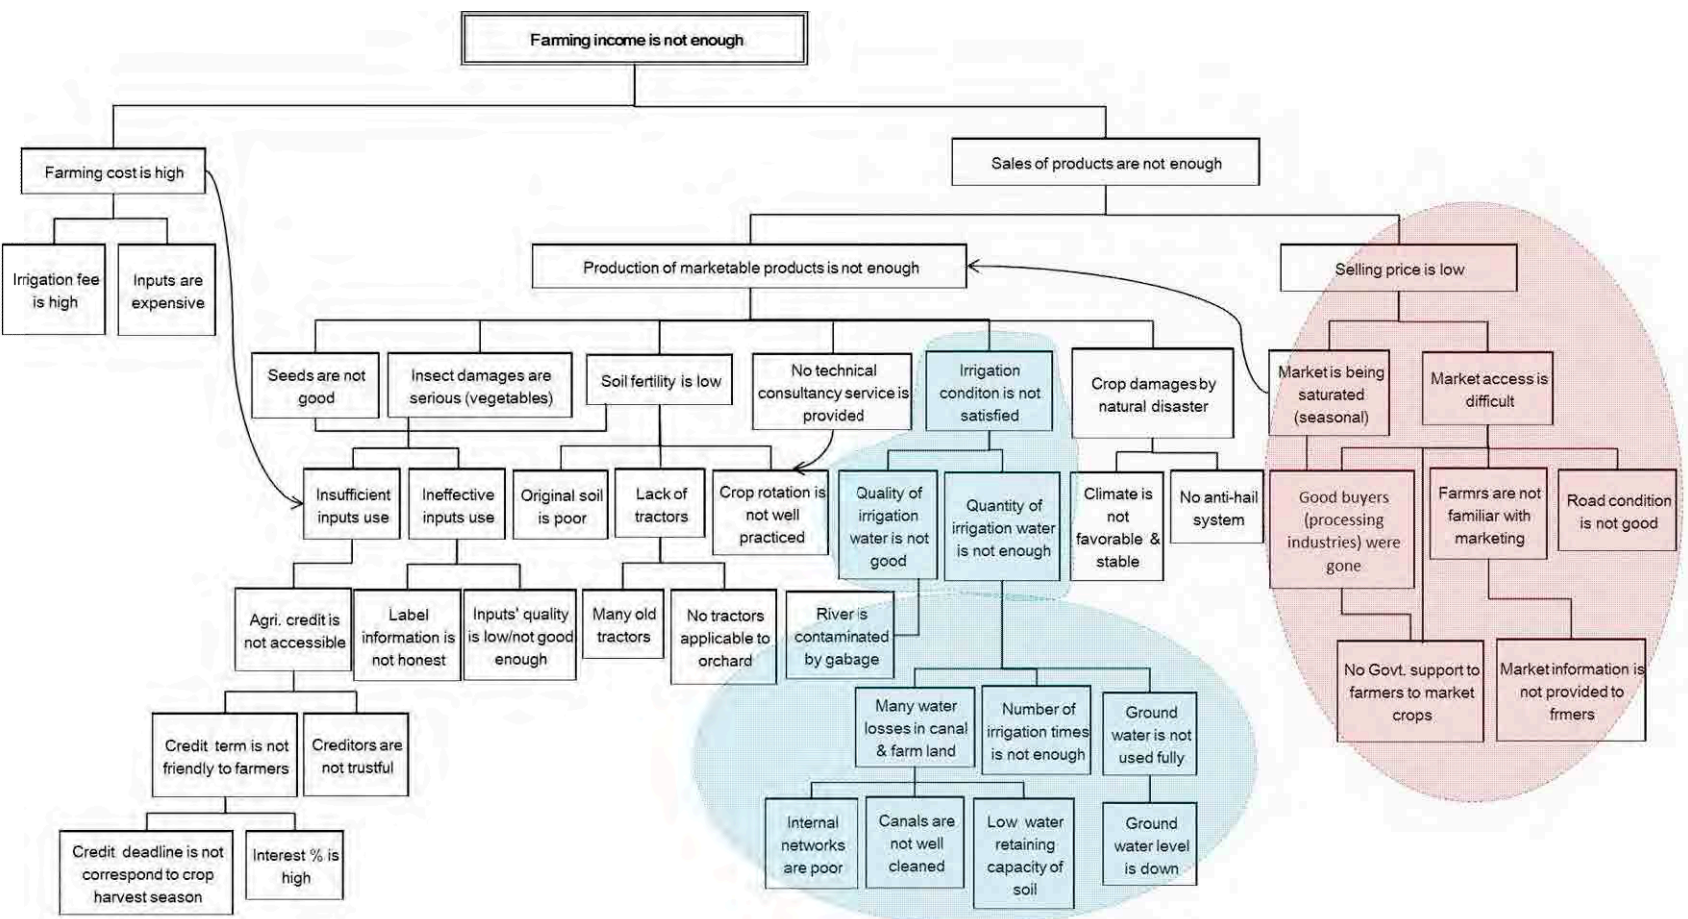 Farming income is not enough
Farming cost is high
Sales of products are not enough
Irrigation fee
is high
Inputs are
expensive
Production of marketable products is not enough
Selling price is low
Seeds are not
good
Insect damages are
serious (vegetables)
Soil fertility is low
No technical
consultancy service is
provided
Irrigation
conditon is not
satisfied
Crop damages by
natural disaster
Market is being
saturated
(seasonal)
Market access is
difficult
Insufficient
inputs use
Ineffective
inputs use
Original soil
is poor
Lack of
tractors
Crop rotation is
not well
practiced
Quality of
irrigation
water is not
good
Quantity of
irrigation water
is not enough
Climate is
not
favorable &
stable
No anti-hail
system
Good buyers
(processing
industries) were
gone
Farmrs are not
familiar with
marketing
Road condition
is not good
Agri. credit is
not accessible
Label
information is
not honest
Inputs' quality
is low/not good
enough
Many old
tractors
No tractors
applicable to
orchard
River is
contaminated
by gabage
No Govt. support to
farmers to market
crops
Market information is
not provided to
frmers
Credit term is not
friendly to farmers
Creditors are
not trustful
Many water
losses in canal
& farm land
Number of
irrigation times
is not enough
Ground
water is not
used fully
Credit deadline is not
correspond to crop
harvest season
Interest % is
high
Internal
networks
are poor
Canals are
not well
cleaned
Low water
retaining
capacity of
soil
Ground
water level
is down